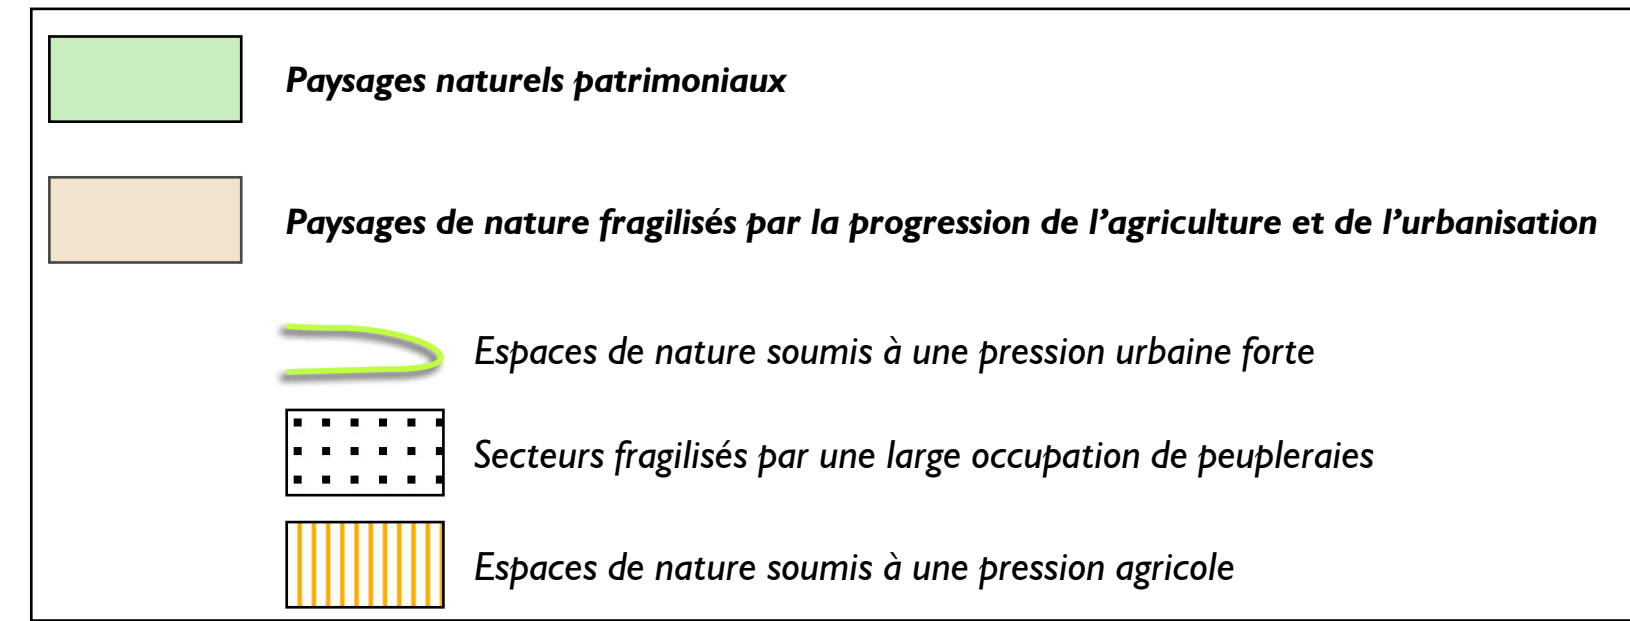 Paysages naturels patrimoniaux
Paysages de nature fragilisés par la progression de l’agriculture et de l’urbanisation
Espaces de nature soumis à une pression urbaine forte
Secteurs fragilisés par une large occupation de peupleraies
Espaces de nature soumis à une pression agricole